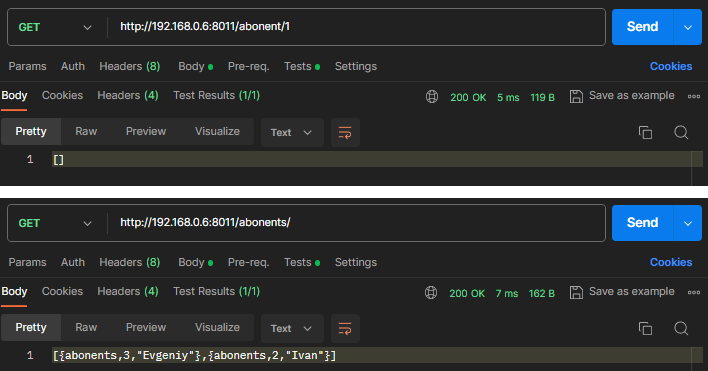 GET http://192.168.0.6:8011/abonent/1 Send
Params Auth Headers (8) Body Pre-req. Tests Settings Cookies
Body Cookies Headers (4) Test Results (1/1) 200 OK 5 ms 119 B Save as example
Pretty Raw Preview Visualize Text
1 []
GET http://192.168.0.6:8011/abonents/ Send
Params Auth Headers (8) Body Pre-req. Tests Settings Cookies
Body Cookies Headers (4) Test Results (1/1) 200 OK 7 ms 162 B Save as example
Pretty Raw Preview Visualize Text
1 [{abonents,3,"Evgeniy"},{abonents,2,"Ivan"}]